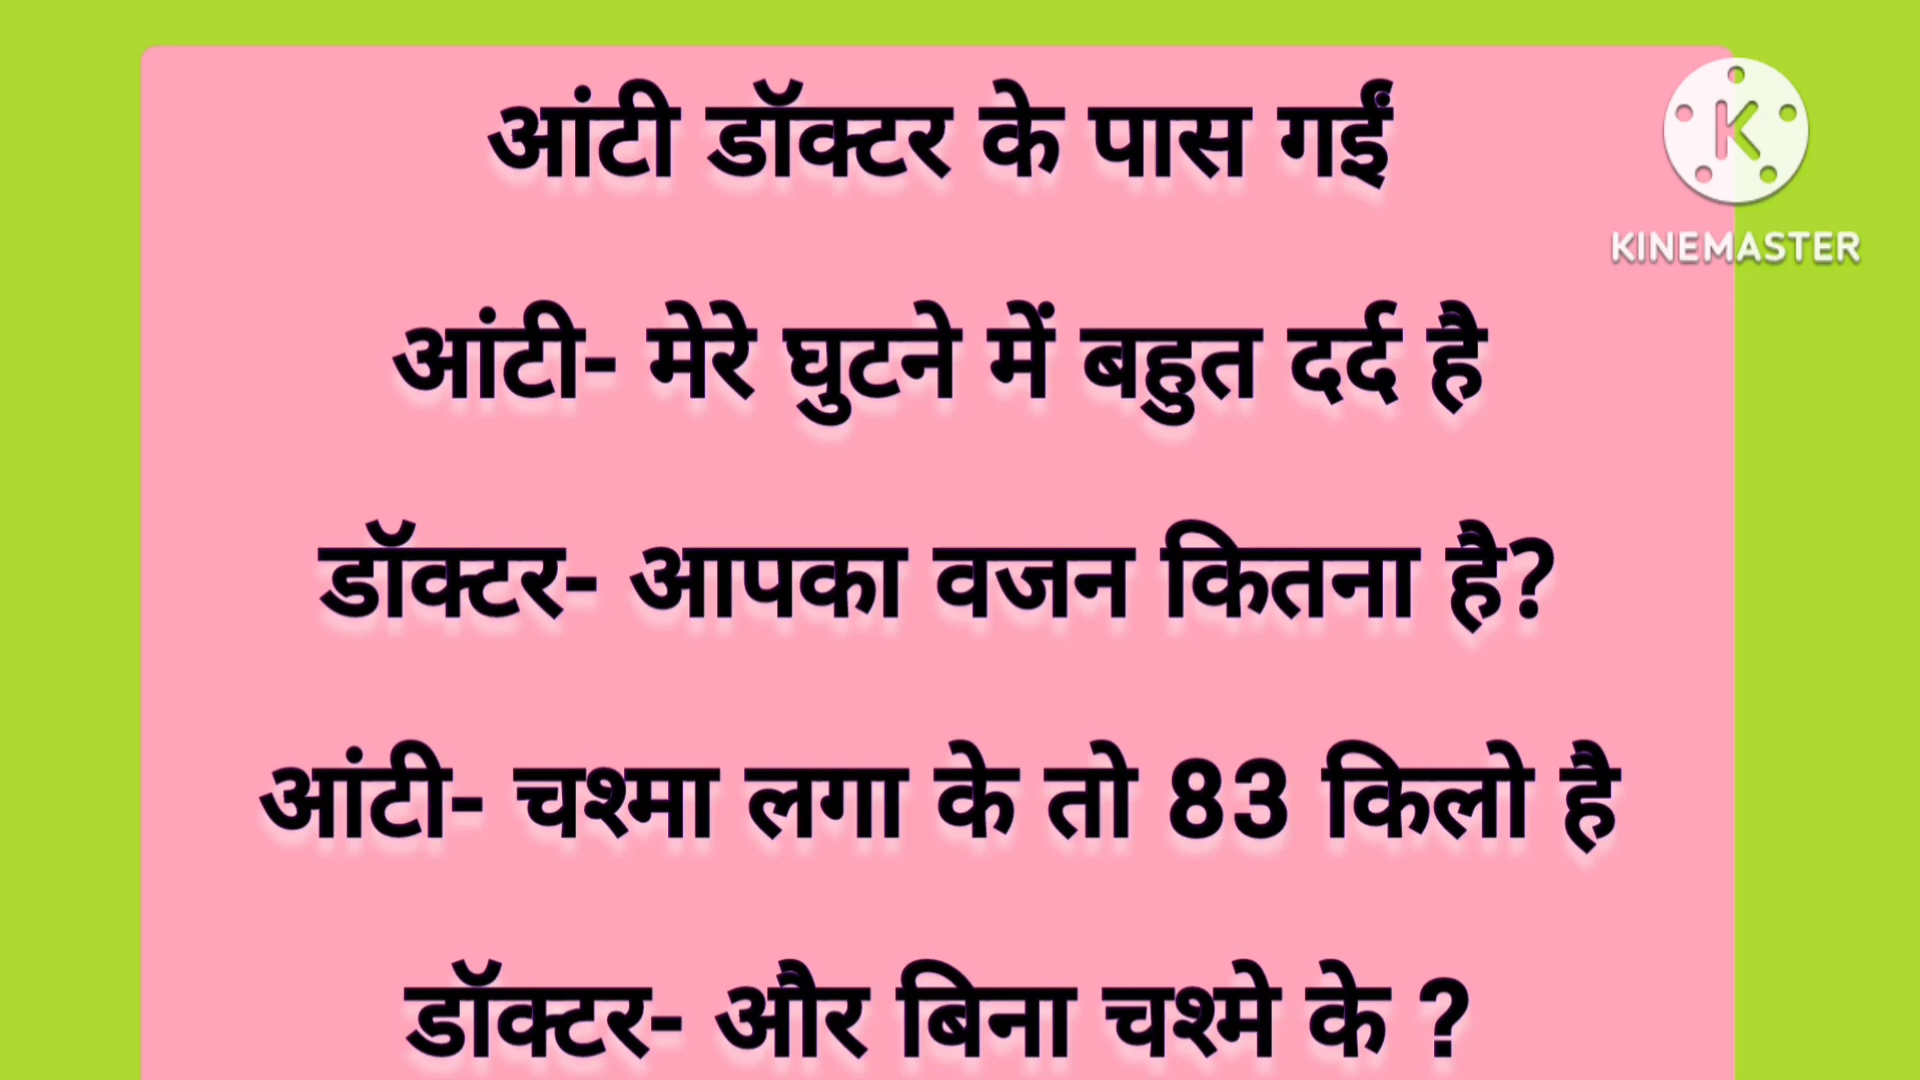 आंटी डॉक्टर के पास गईं
KINEMASTER
आंटी- मेरे घुटने में बहुत दर्द है
डॉक्टर- आपका वजन कितना है?
आंटी- चश्मा लगा के तो 83 किलो है
डॉक्टर- और बिना चश्मे के ?